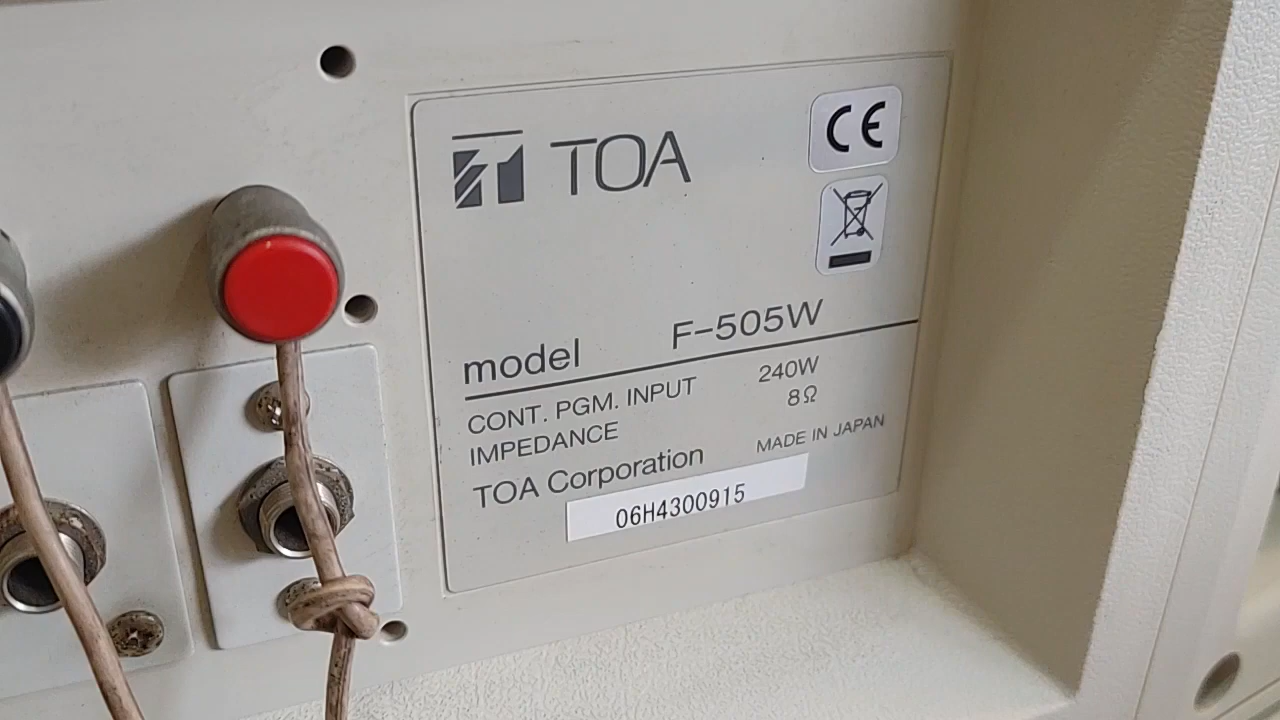 TOA
CE
model F-505W
CONT. PGM. INPUT 240W
IMPEDANCE 8Ω
TOA Corporation MADE IN JAPAN
06H4300915